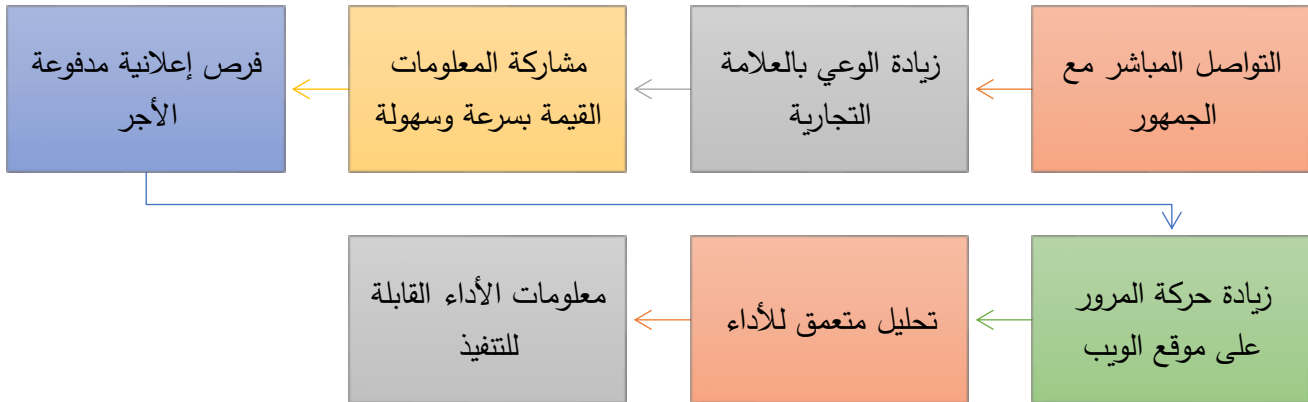 التواصل المباشر مع
الجمهور
زيادة الوعي بالعلامة
التجارية
مشاركة المعلومات
القيمة بسرعة وسهولة
فرص إعلانية مدفوعة
الأجر
زيادة حركة المرور
على موقع الويب
تحليل متعمق للأداء
معلومات الأداء القابلة
للتنفيذ